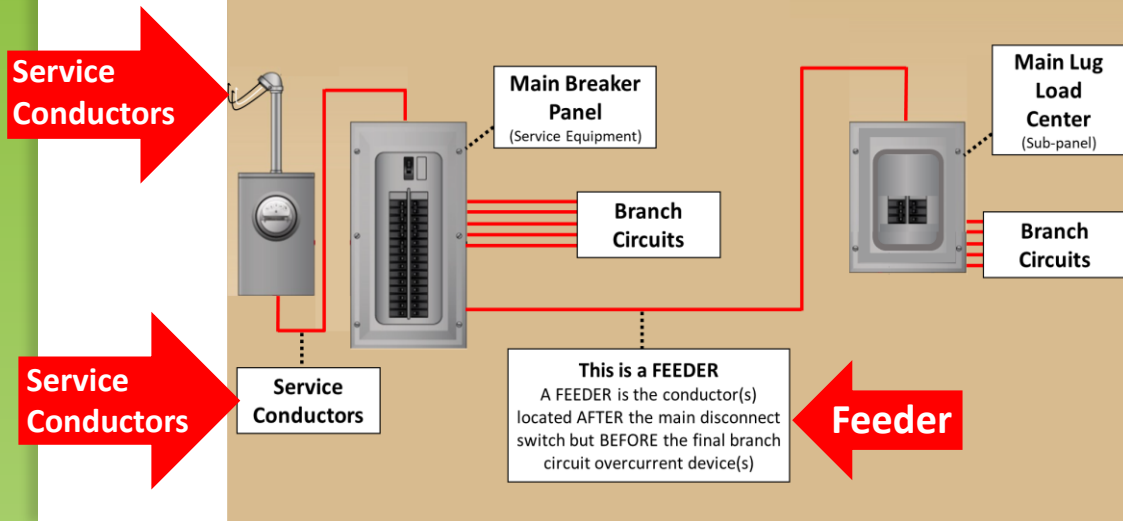 Service
Conductors
Main Breaker
Panel
(Service Equipment)
Main Lug
Load
Center
(Sub-panel)
Branch
Circuits
Branch
Circuits
Service
Conductors
Service
Conductors
This is a FEEDER
A FEEDER is the conductor(s)
located AFTER the main disconnect
switch but BEFORE the final branch
circuit overcurrent device(s)
Feeder